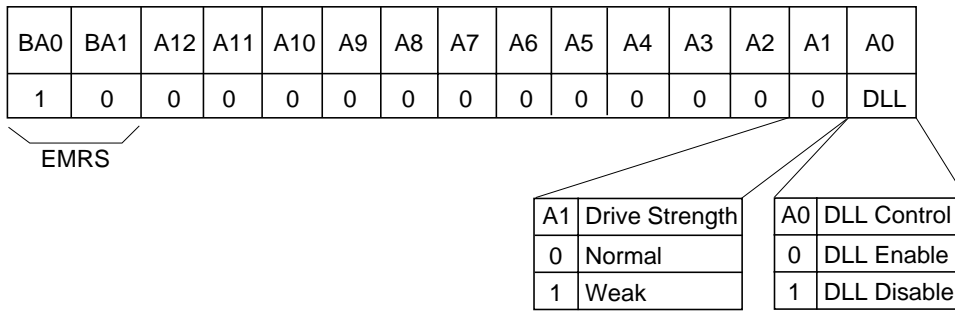 BA0 BA1 A12 A11 A10 A9 A8 A7 A6 A5 A4 A3 A2 A1 A0
1 0 0 0 0 0 0 0 0 0 0 0 0 0 DLL
EMRS
A1 Drive Strength
0 Normal
1 Weak
A0 DLL Control
0 DLL Enable
1 DLL Disable